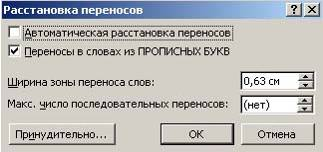 Расстановка переносов
Автоматическая расстановка переносов
Переносы в словах из ПРОПИСНЫХ БУКВ
Ширина зоны переноса слов: 0,63 см
Макс. число последовательных переносов: (нет)
Принудительно... ОК Отмена